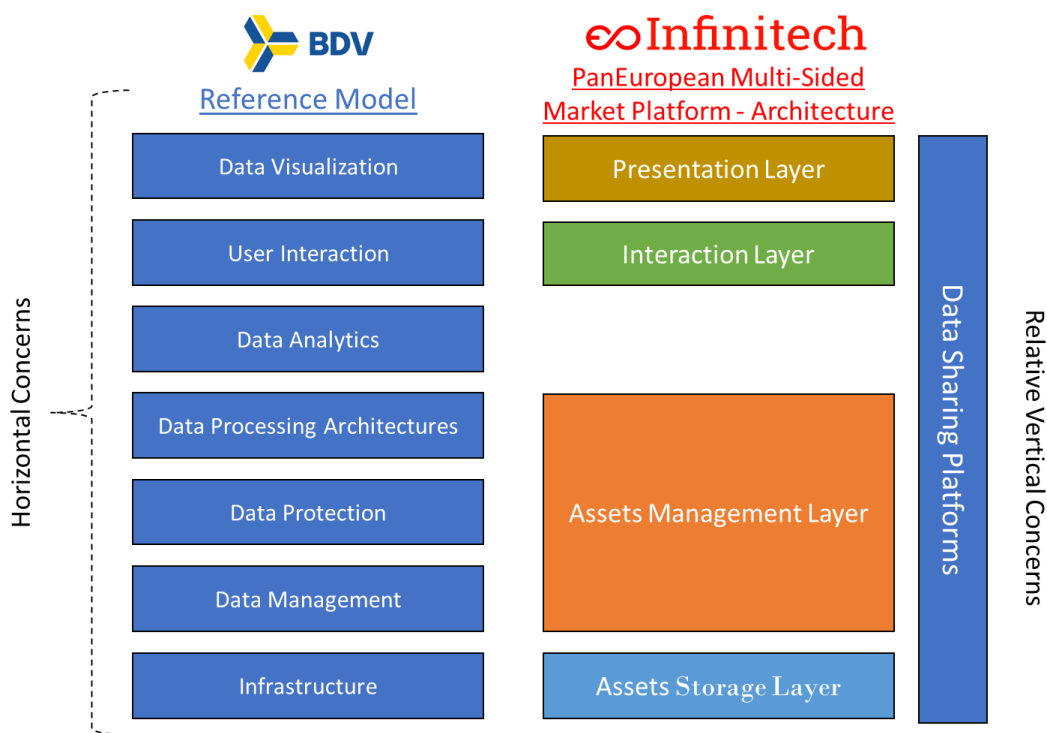 BDV
Reference Model
Infinitech
PanEuropean Multi-Sided
Market Platform - Architecture
Horizontal Concerns
Data Visualization
User Interaction
Data Analytics
Data Processing Architectures
Data Protection
Data Management
Infrastructure
Presentation Layer
Interaction Layer
Assets Management Layer
Assets Storage Layer
Data Sharing Platforms
Relative Vertical Concerns